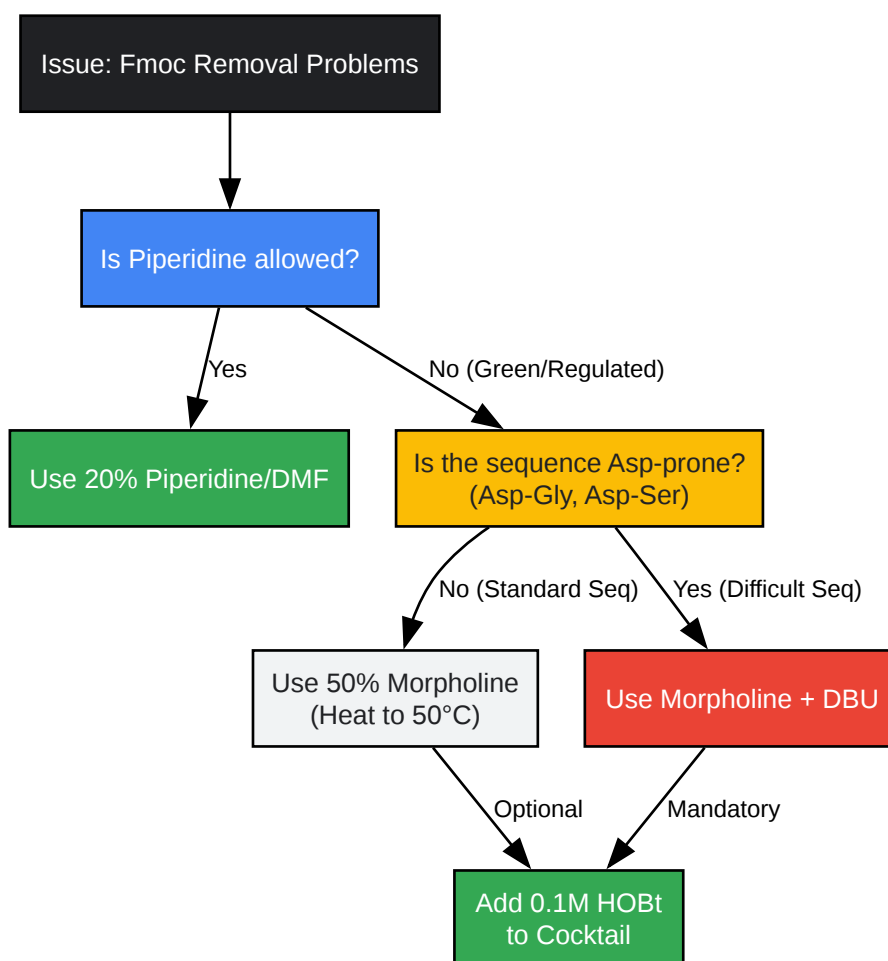 Issue: Fmoc Removal Problems
Is Piperidine allowed?
Yes
No (Green/Regulated)
Use 20% Piperidine/DMF
Is the sequence Asp-prone?
(Asp-Gly, Asp-Ser)
No (Standard Seq)
Yes (Difficult Seq)
Use 50% Morpholine
(Heat to 50°C)
Use Morpholine + DBU
Optional
Mandatory
Add 0.1M HOBt
to Cocktail